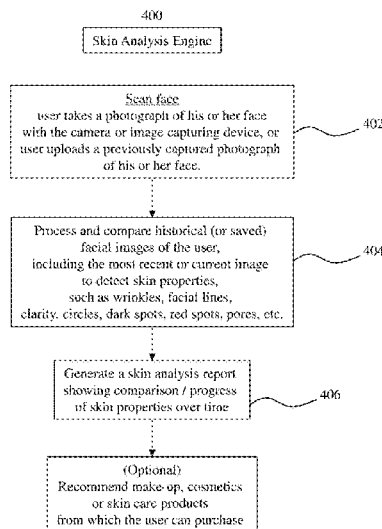 400
Skin Analysis Engine
Scan face
user takes a photograph of his or her face
with the camera or image capturing device, or
user uploads a previously captured photograph
of his or her face.
402
Process and compare historical (or saved)
facial images of the user,
including the most recent or current image
to detect skin properties,
such as wrinkles, facial lines,
clarity, circles, dark spots, red spots, pores, etc.
404
Generate a skin analysis report
showing comparison / progress
of skin properties over time
406
(Optional)
Recommend make-up, cosmetics
or skin care products
from which the user can purchase